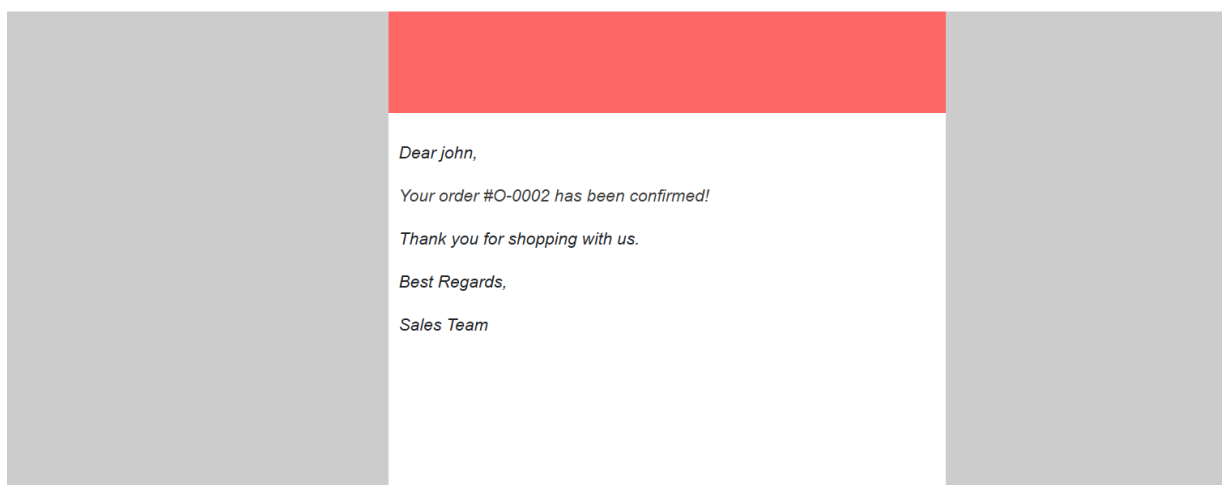 Dear john,
Your order #O-0002 has been confirmed!
Thank you for shopping with us.
Best Regards,
Sales Team